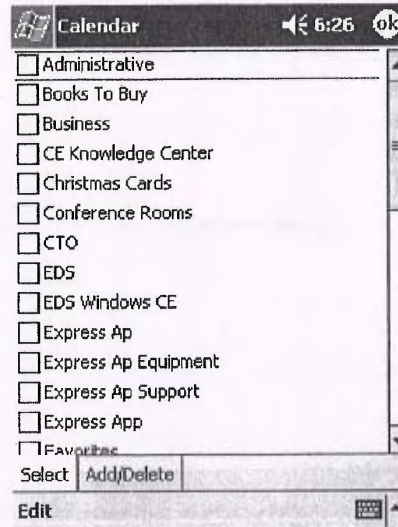 Calendar 6:26 ok
Administrative
Books To Buy
Business
CE Knowledge Center
Christmas Cards
Conference Rooms
CTO
EDS
EDS Windows CE
Express Ap
Express Ap Equipment
Express Ap Support
Express App
Favorites
Select Add/Delete
Edit